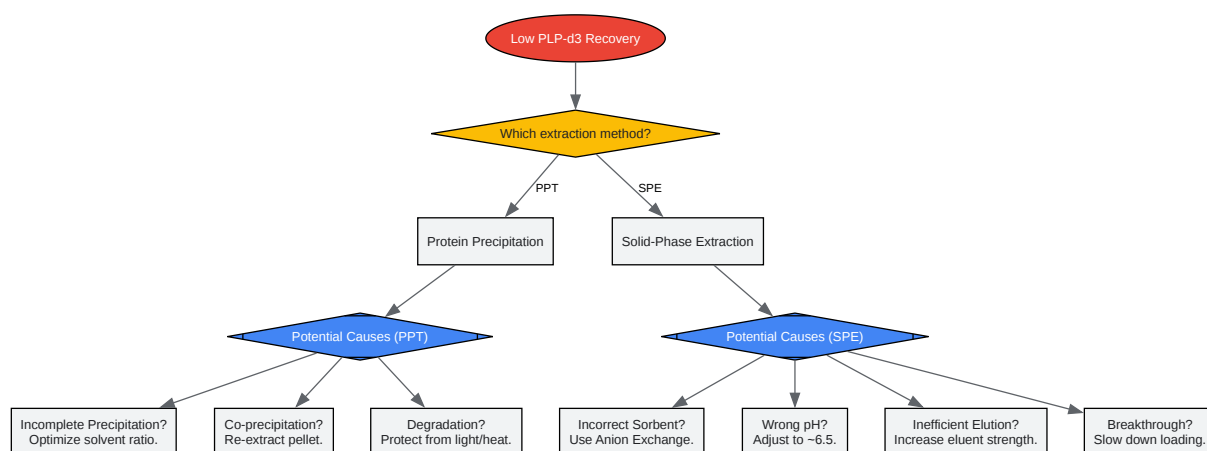 Low PLP-d3 Recovery
Which extraction method?
PPT
SPE
Protein Precipitation
Solid-Phase Extraction
Potential Causes (PPT)
Potential Causes (SPE)
Incomplete Precipitation?
Optimize solvent ratio.
Co-precipitation?
Re-extract pellet.
Degradation?
Protect from light/heat.
Incorrect Sorbent?
Use Anion Exchange.
Wrong pH?
Adjust to ~6.5.
Inefficient Elution?
Increase eluent strength.
Breakthrough?
Slow down loading.